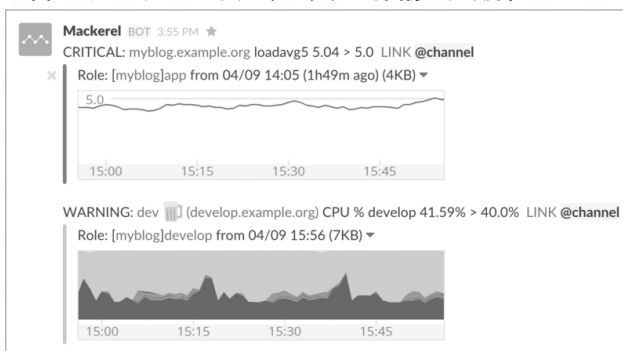 Mackerel BOT 3:55 PM ★
CRITICAL: myblog.example.org loadavg5 5.04 > 5.0 LINK @channel
Role: [myblog]app from 04/09 14:05 (1h49m ago) (4KB) ▾
5.0
15:00 15:15 15:30 15:45
WARNING: dev 🍺 (develop.example.org) CPU % develop 41.59% > 40.0% LINK @channel
Role: [myblog]develop from 04/09 15:56 (7KB) ▾
15:00 15:15 15:30 15:45